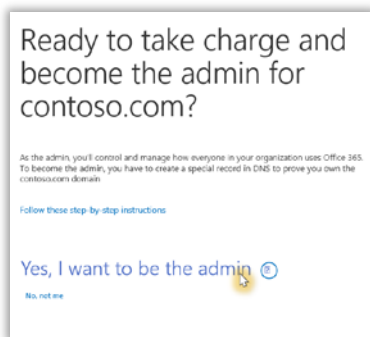 Ready to take charge and
become the admin for
contoso.com?
As the admin, you'll control and manage how everyone in your organization uses Office 365.
To become the admin, you have to create a special record in DNS to prove you own the
contoso.com domain
Follow these step-by-step instructions
Yes, I want to be the admin
No, not me